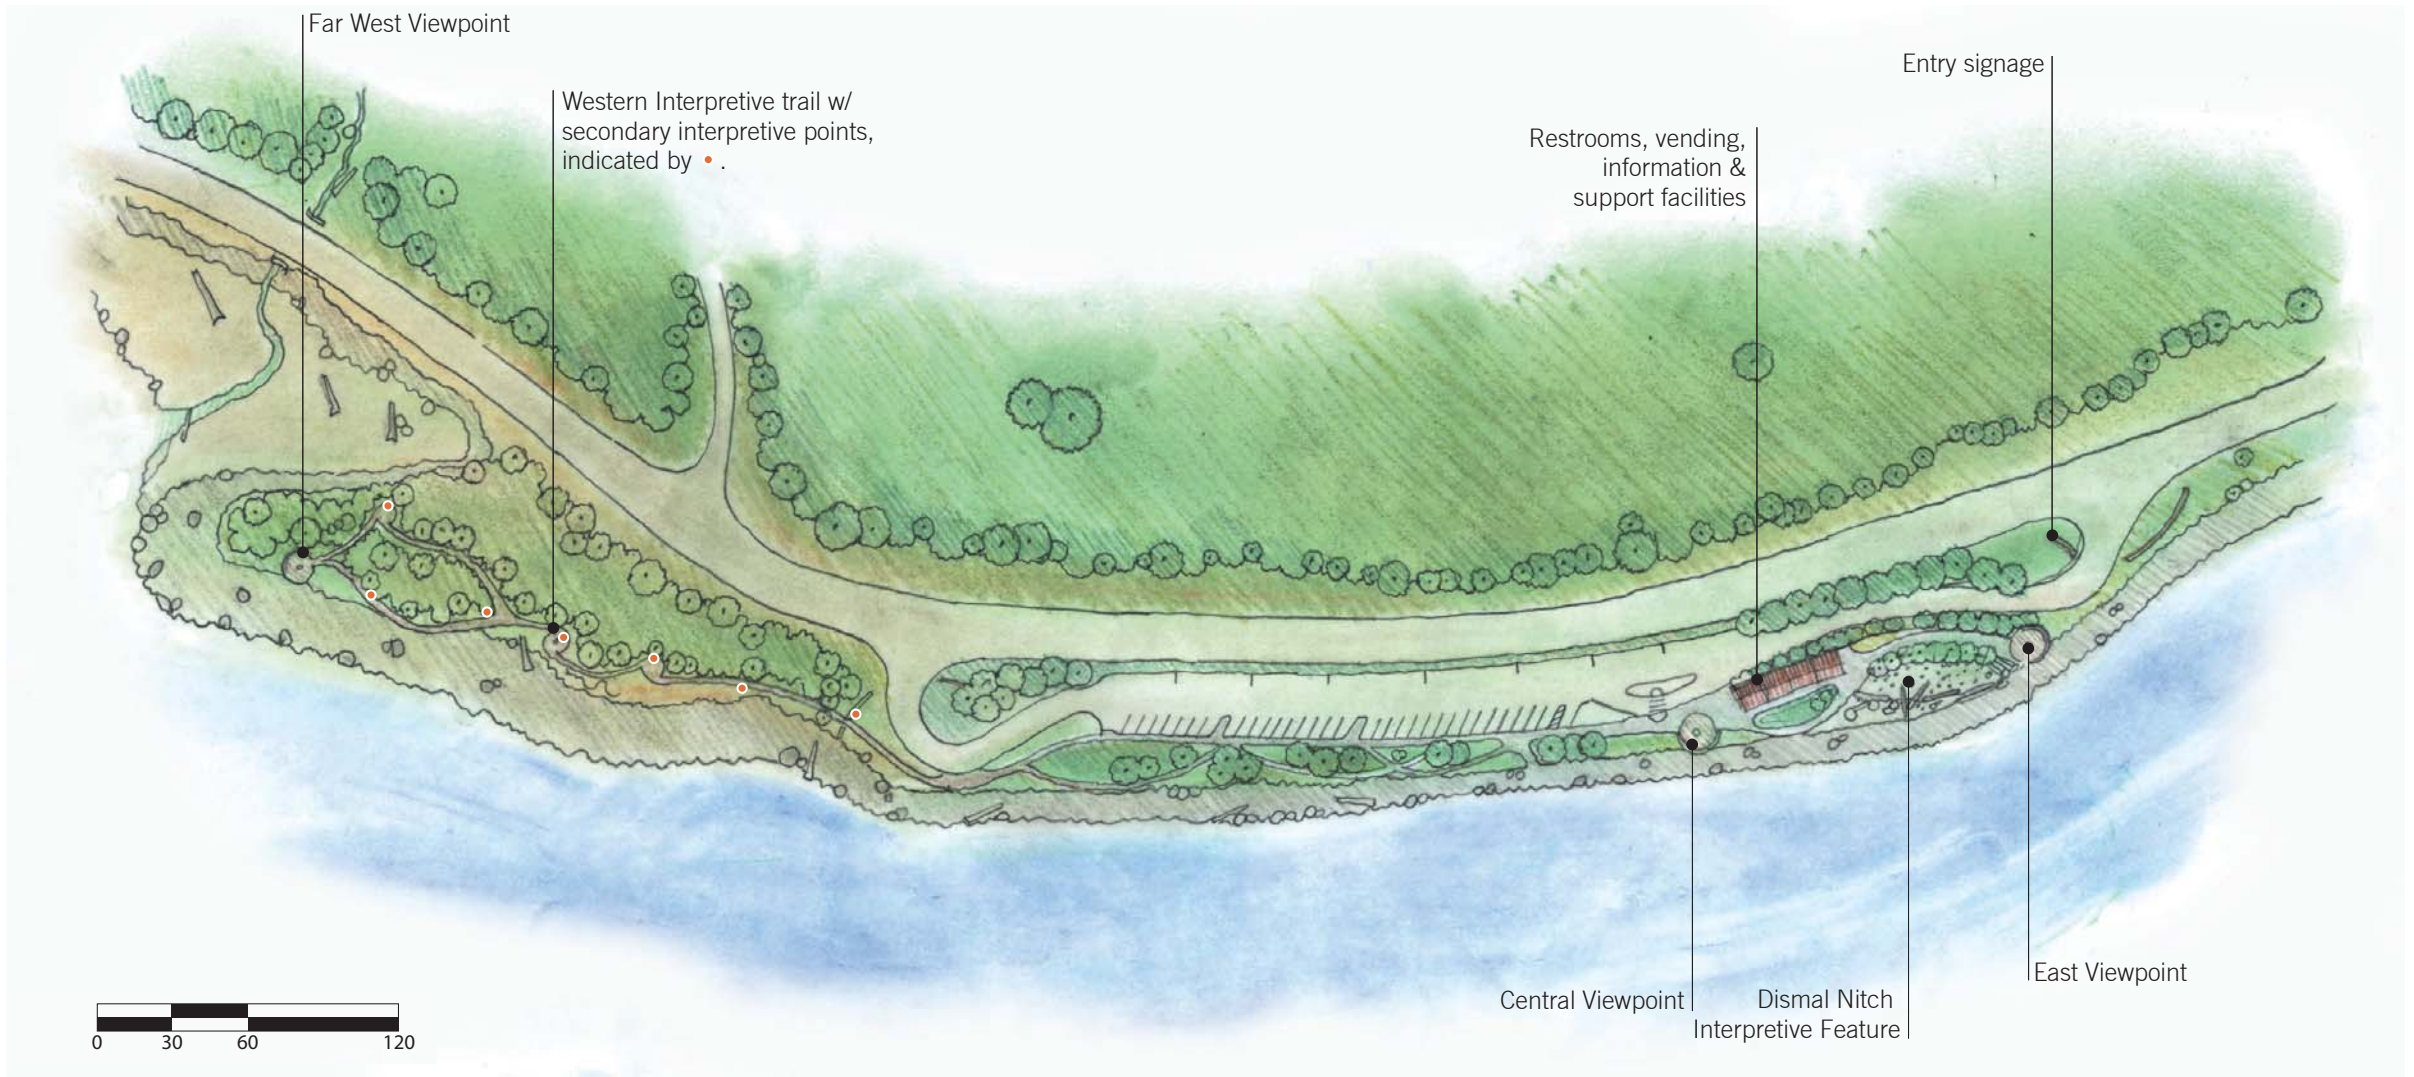 Far West Viewpoint
Western Interpretive trail w/
secondary interpretive points,
indicated by • .
Entry signage
Restrooms, vending,
information &
support facilities
East Viewpoint
Central Viewpoint
Dismal Nitch
Interpretive Feature
0 30 60 120